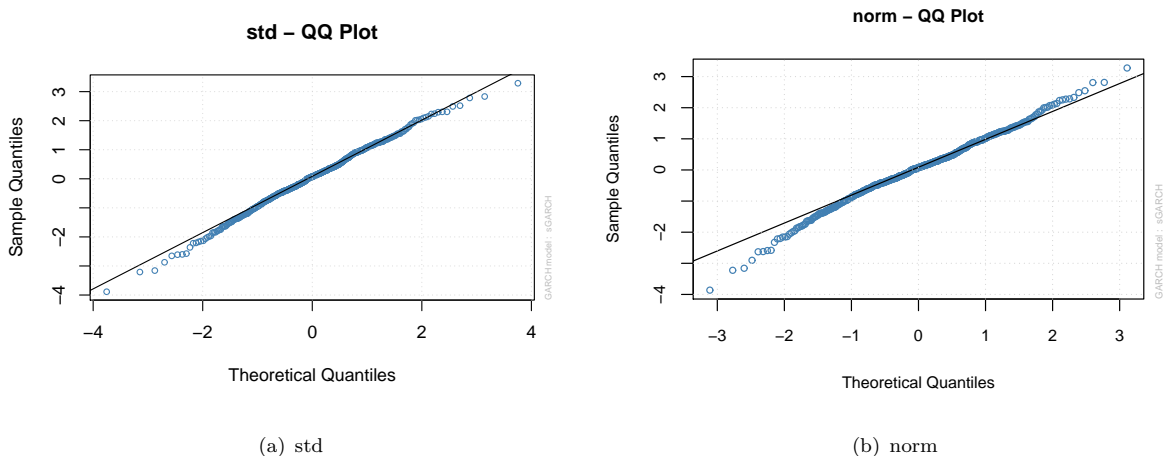 std − QQ Plot
Sample Quantiles
3
2
1
0
−2
−4
−4
−2
0
2
4
Theoretical Quantiles
GARCH model : sGARCH
(a) std
norm − QQ Plot
Sample Quantiles
3
2
1
0
−2
−4
−3
−2
−1
0
1
2
3
Theoretical Quantiles
GARCH model : sGARCH
(b) norm